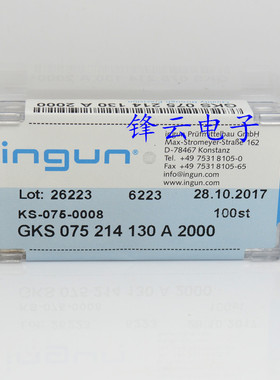 GKS 075 214 130 A 2000
锋云电子
ingun
ingun Prüfmittelbau GmbH
Max-Stromeyer-Straße 162
D-78467 Konstanz
Tel. +49 7531 8105-0
Fax +49 7531 8105-65
info@ingun.com
www.ingun.com
Lot: 26223 6223 28.10.2017
KS-075-0008 100st
GKS 075 214 130 A 2000